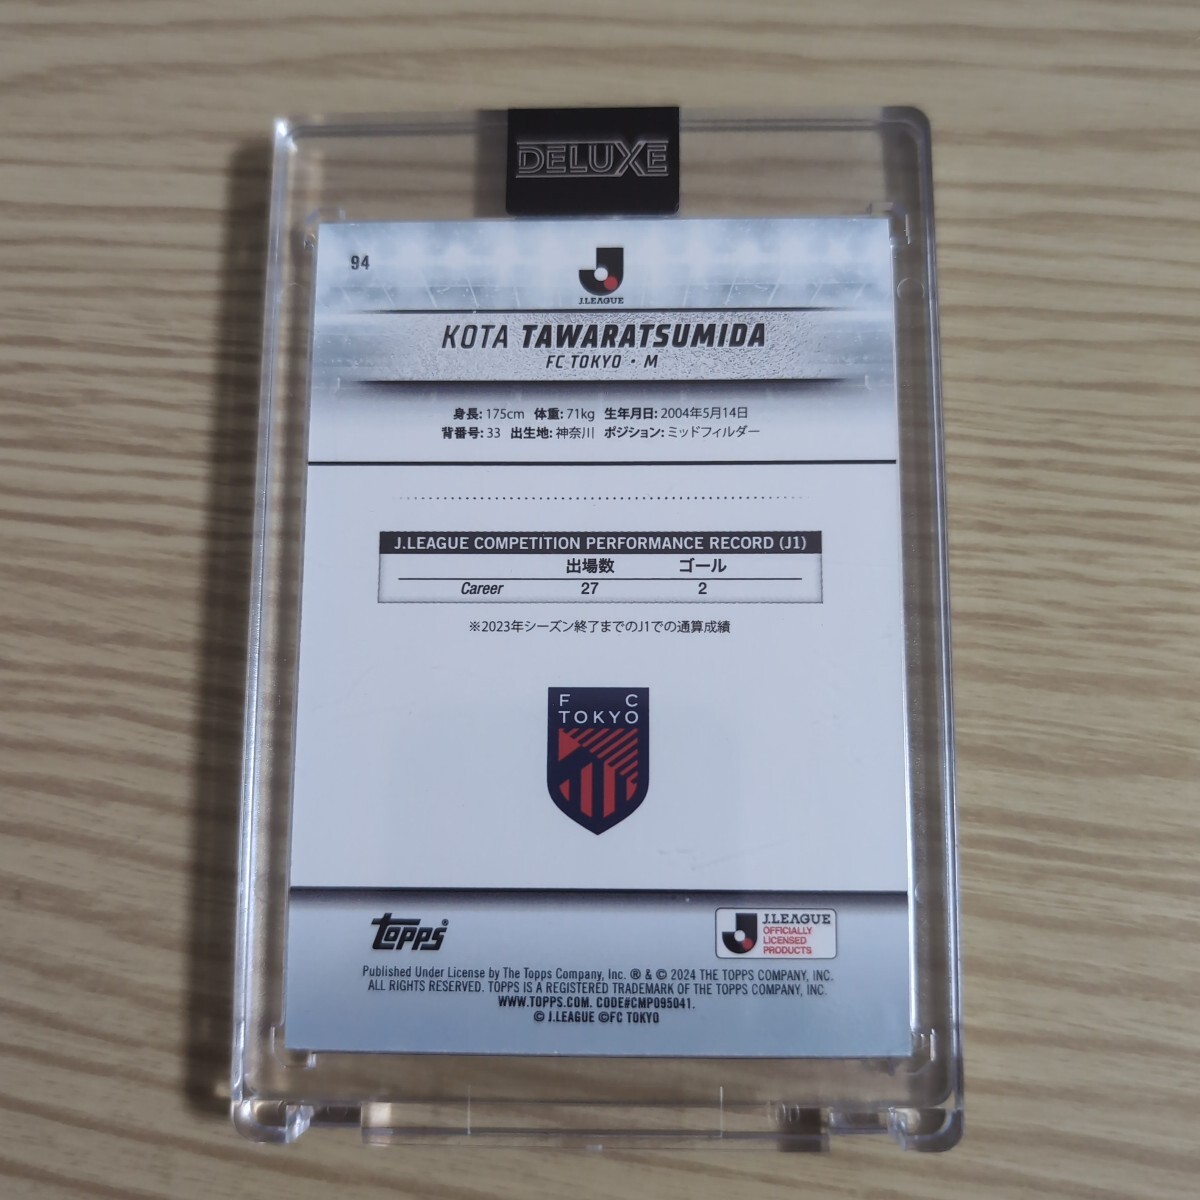 DELUXE
94
J.LEAGUE
KOTA TAWARATSUMIDA
FC TOKYO・M
身長: 175cm 体重: 71kg 生年月日: 2004年5月14日
背番号: 33 出生地: 神奈川 ポジション: ミッドフィルダー
J.LEAGUE COMPETITION PERFORMANCE RECORD (J1)
出場数 ゴール
Career 27 2
※2023年シーズン終了までのJ1での通算成績
F C
TOKYO
topps®
J.LEAGUE
OFFICIALLY
LICENSED
PRODUCTS
Published Under License by The Topps Company, Inc. ® & © 2024 THE TOPPS COMPANY, INC.
ALL RIGHTS RESERVED. TOPPS IS A REGISTERED TRADEMARK OF THE TOPPS COMPANY, INC.
WWW.TOPPS.COM. CODE#CMP095041.
© J.LEAGUE ©FC TOKYO